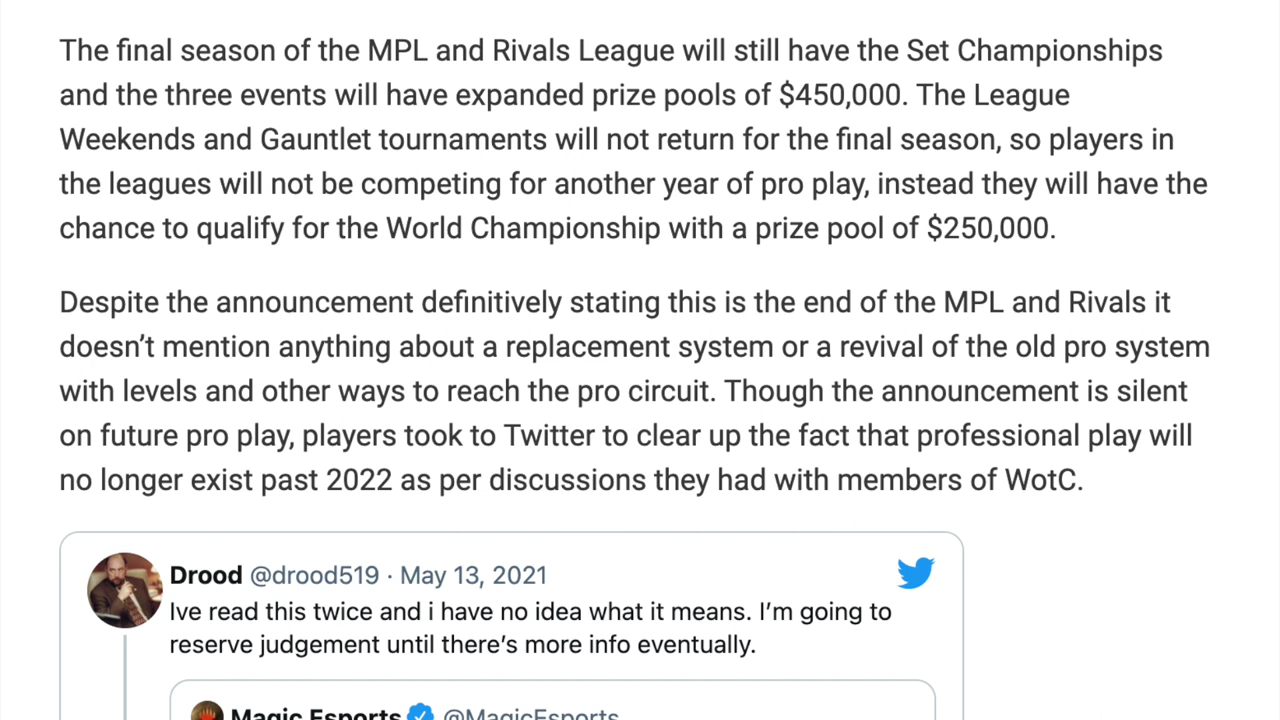 The final season of the MPL and Rivals League will still have the Set Championships
and the three events will have expanded prize pools of $450,000. The League
Weekends and Gauntlet tournaments will not return for the final season, so players in
the leagues will not be competing for another year of pro play, instead they will have the
chance to qualify for the World Championship with a prize pool of $250,000.
Despite the announcement definitively stating this is the end of the MPL and Rivals it
doesn’t mention anything about a replacement system or a revival of the old pro system
with levels and other ways to reach the pro circuit. Though the announcement is silent
on future pro play, players took to Twitter to clear up the fact that professional play will
no longer exist past 2022 as per discussions they had with members of WotC.
Drood @drood519 · May 13, 2021
Ive read this twice and i have no idea what it means. I’m going to
reserve judgement until there’s more info eventually.
Magic Esports @MagicEsports